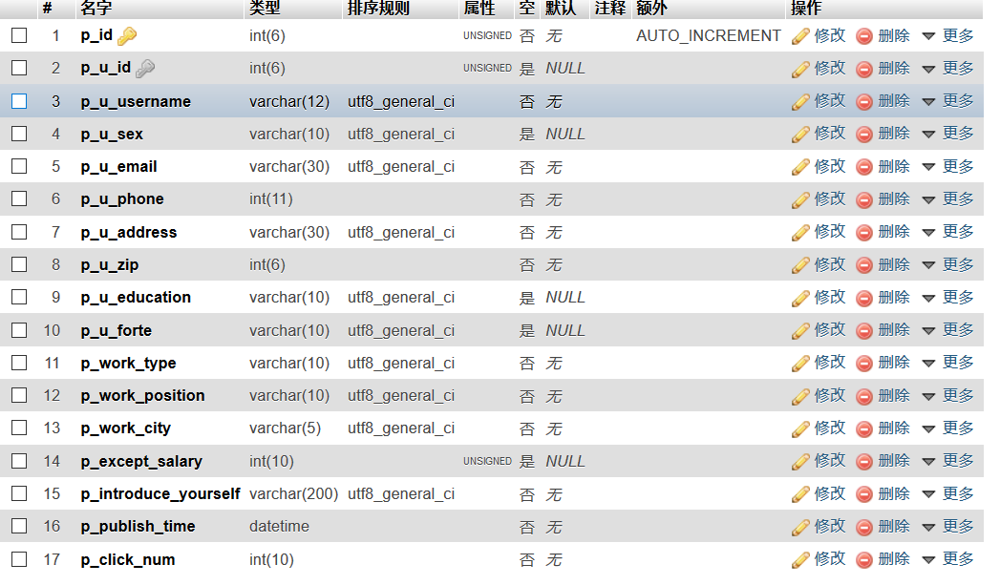 # 名字 类型 排序规则 属性 空 默认 注释 额外 操作
1 p_id int(6) UNSIGNED 否 无 AUTO_INCREMENT 修改 删除 更多
2 p_u_id int(6) UNSIGNED 是 NULL 修改 删除 更多
3 p_u_username varchar(12) utf8_general_ci 否 无 修改 删除 更多
4 p_u_sex varchar(10) utf8_general_ci 是 NULL 修改 删除 更多
5 p_u_email varchar(30) utf8_general_ci 否 无 修改 删除 更多
6 p_u_phone int(11) 否 无 修改 删除 更多
7 p_u_address varchar(30) utf8_general_ci 否 无 修改 删除 更多
8 p_u_zip int(6) 否 无 修改 删除 更多
9 p_u_education varchar(10) utf8_general_ci 是 NULL 修改 删除 更多
10 p_u_forte varchar(10) utf8_general_ci 是 NULL 修改 删除 更多
11 p_work_type varchar(10) utf8_general_ci 否 无 修改 删除 更多
12 p_work_position varchar(10) utf8_general_ci 否 无 修改 删除 更多
13 p_work_city varchar(5) utf8_general_ci 否 无 修改 删除 更多
14 p_except_salary int(10) UNSIGNED 是 NULL 修改 删除 更多
15 p_introduce_yourself varchar(200) utf8_general_ci 否 无 修改 删除 更多
16 p_publish_time datetime 否 无 修改 删除 更多
17 p_click_num int(10) 否 无 修改 删除 更多